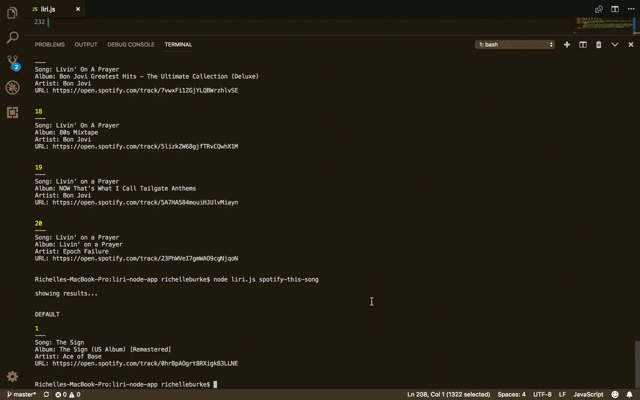 JS liri.js ×
232
PROBLEMS OUTPUT DEBUG CONSOLE TERMINAL 1: bash
---
Song: Livin' On A Prayer
Album: Bon Jovi Greatest Hits - The Ultimate Collection (Deluxe)
Artist: Bon Jovi
URL: https://open.spotify.com/track/7vwxFi1ZGjYLQBWrzhlvSE
18
---
Song: Livin' On A Prayer
Album: 80s Mixtape
Artist: Bon Jovi
URL: https://open.spotify.com/track/5lizkZW68gjfTRvCQwhX1M
19
---
Song: Livin' on a Prayer
Album: NOW That's What I Call Tailgate Anthems
Artist: Bon Jovi
URL: https://open.spotify.com/track/5A7HAS84mouiHJUlvMiayn
20
---
Song: Livin' on a Prayer
Album: Livin' on a Prayer
Artist: Epoch Failure
URL: https://open.spotify.com/track/23PhWVeI7gmWAO9cgNjqoN
Richelles-MacBook-Pro:liri-node-app richelleburke$ node liri.js spotify-this-song
showing results...
DEFAULT
1
---
Song: The Sign
Album: The Sign (US Album) [Remastered]
Artist: Ace of Base
URL: https://open.spotify.com/track/0hrBpAOgrt8RXigk83LLNE
Richelles-MacBook-Pro:liri-node-app richelleburke$
2
master* 0 0 Ln 208, Col 1 (1322 selected) Spaces: 4 UTF-8 LF JavaScript